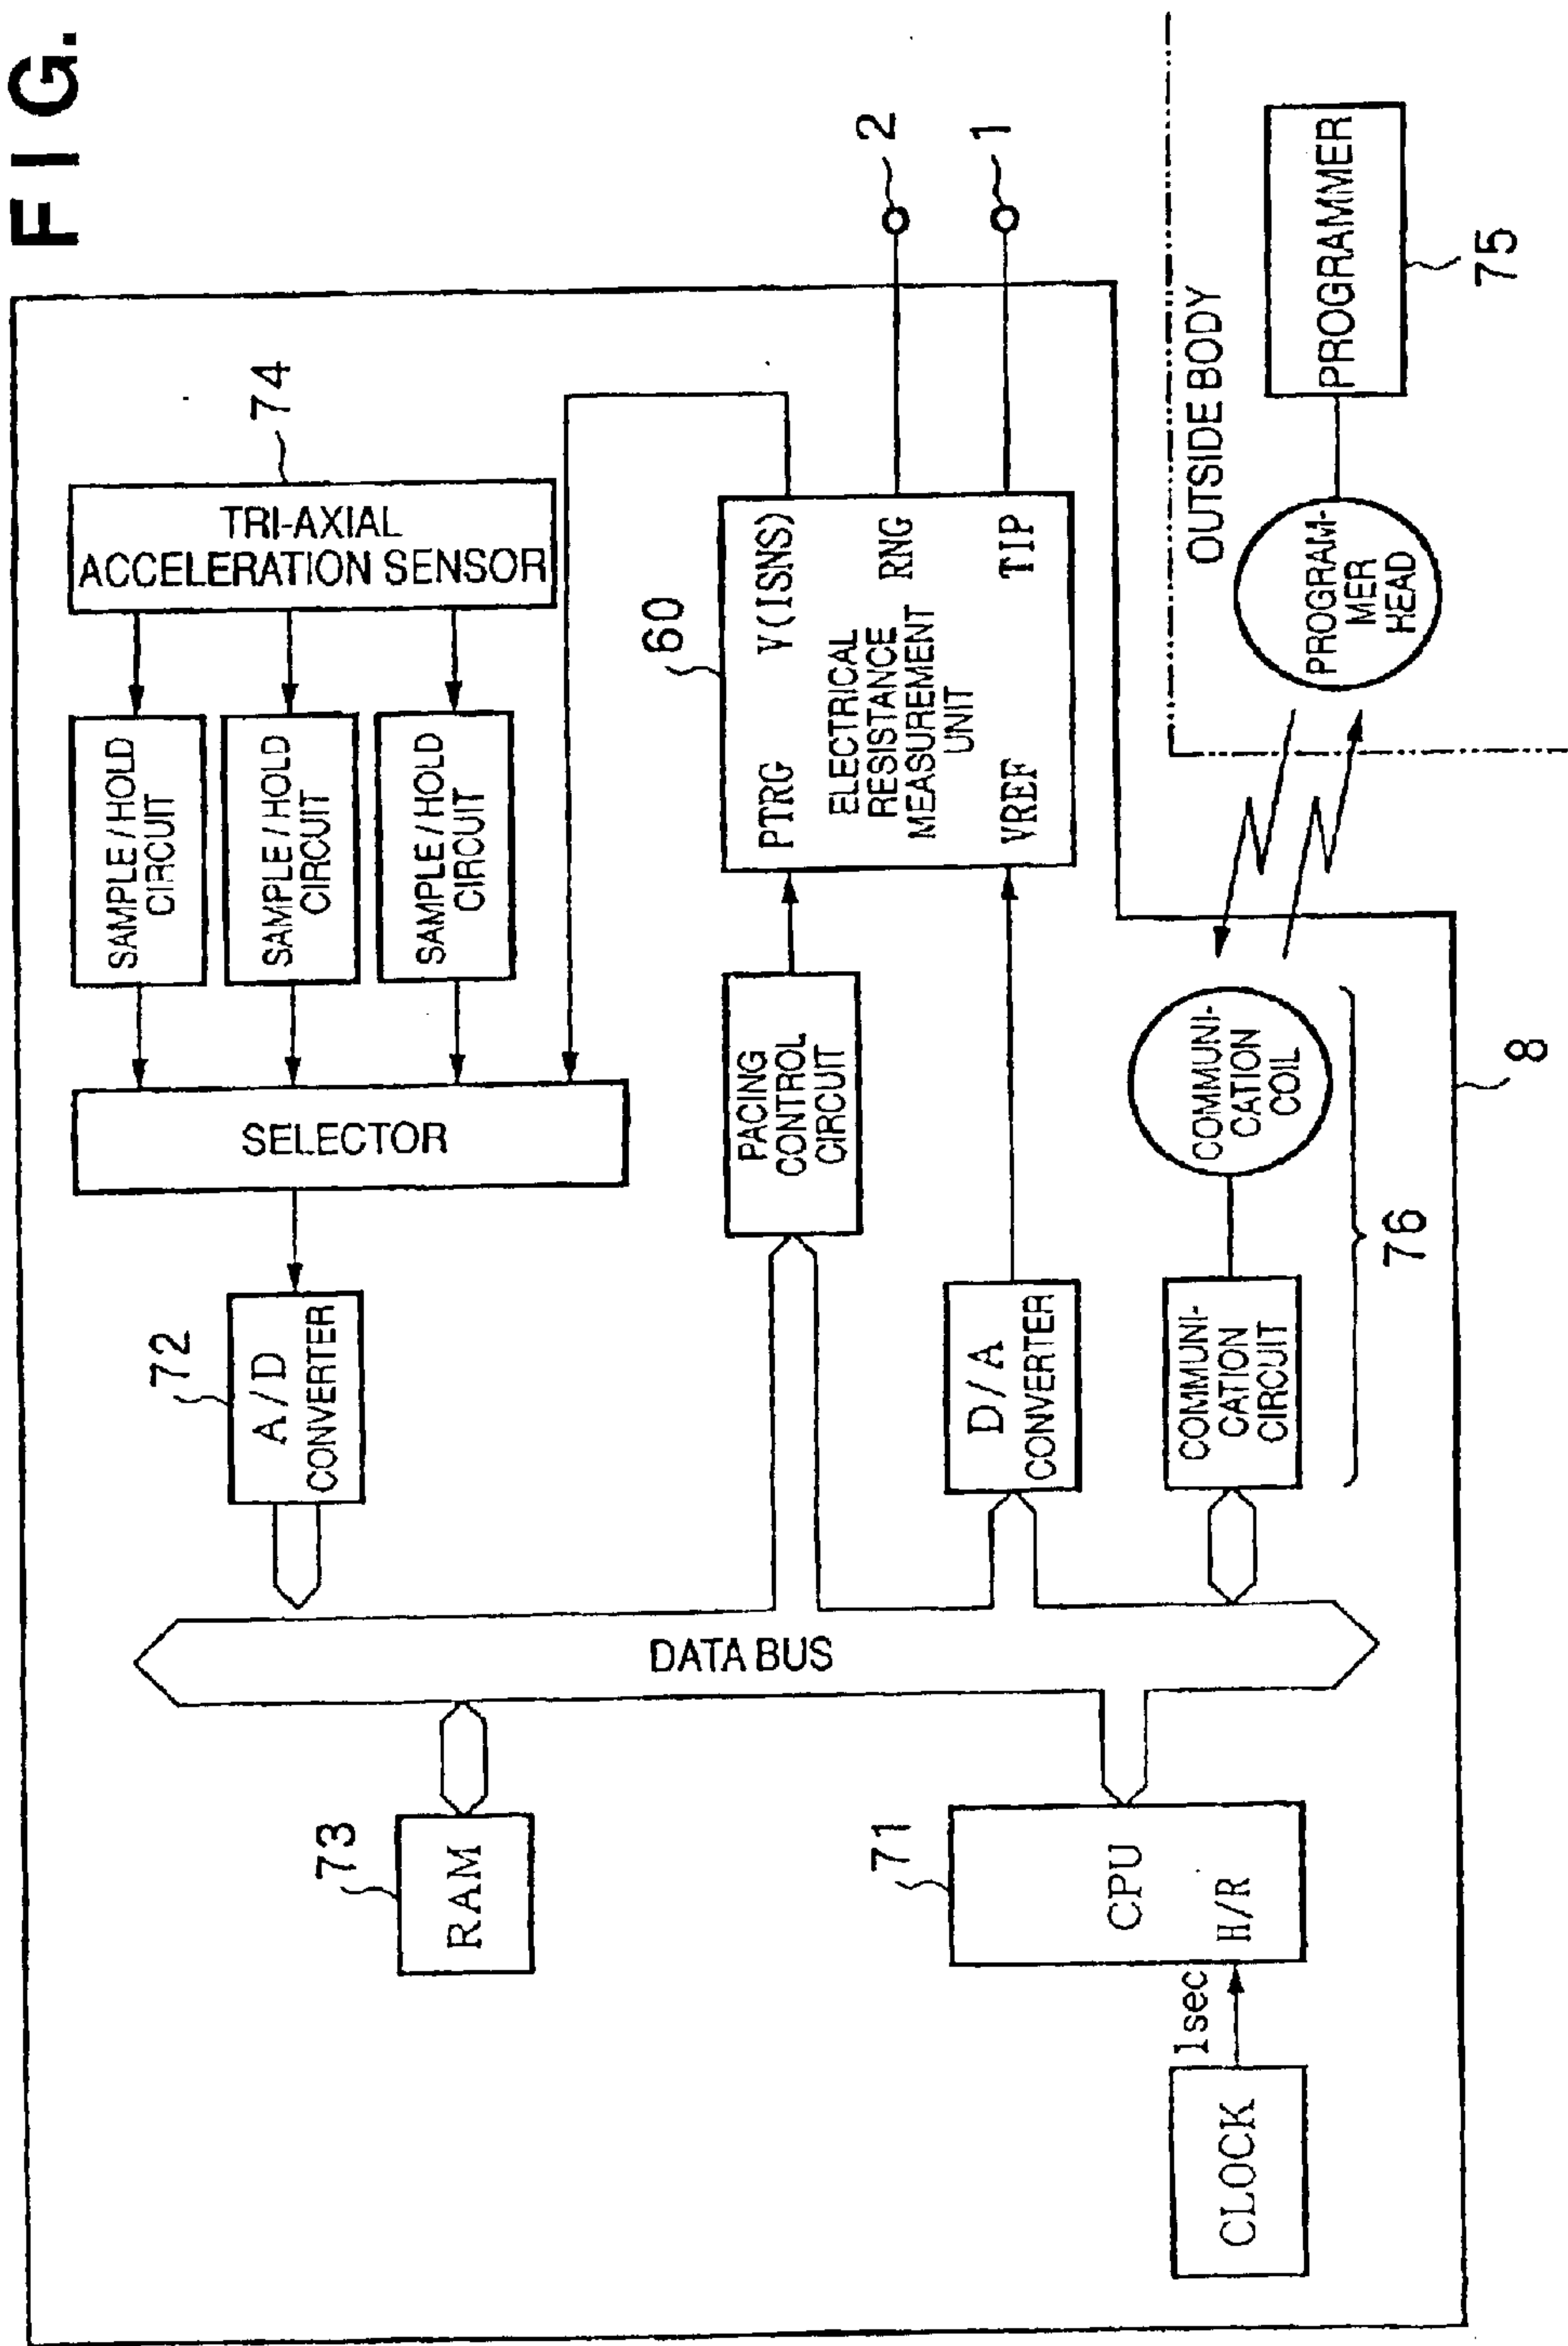 FIG.
TRI-AXIAL
ACCELERATION SENSOR
74
SAMPLE / HOLD
CIRCUIT
SAMPLE / HOLD
CIRCUIT
SAMPLE / HOLD
CIRCUIT
SELECTOR
72
A/D
CONVERTER
73
RAM
DATA BUS
71
CPU
H/R
1sec
CLOCK
PACING
CONTROL
CIRCUIT
60
PTRG
V(ISNS)
ELECTRICAL
RESISTANCE
MEASUREMENT
UNIT
RNG
VREF
TIP
2
1
D/A
CONVERTER
COMMUNI-
CATION
CIRCUIT
COMMUNI-
CATION
COIL
76
8
OUTSIDE BODY
PROGRAM-
MER
HEAD
PROGRAMMER
75